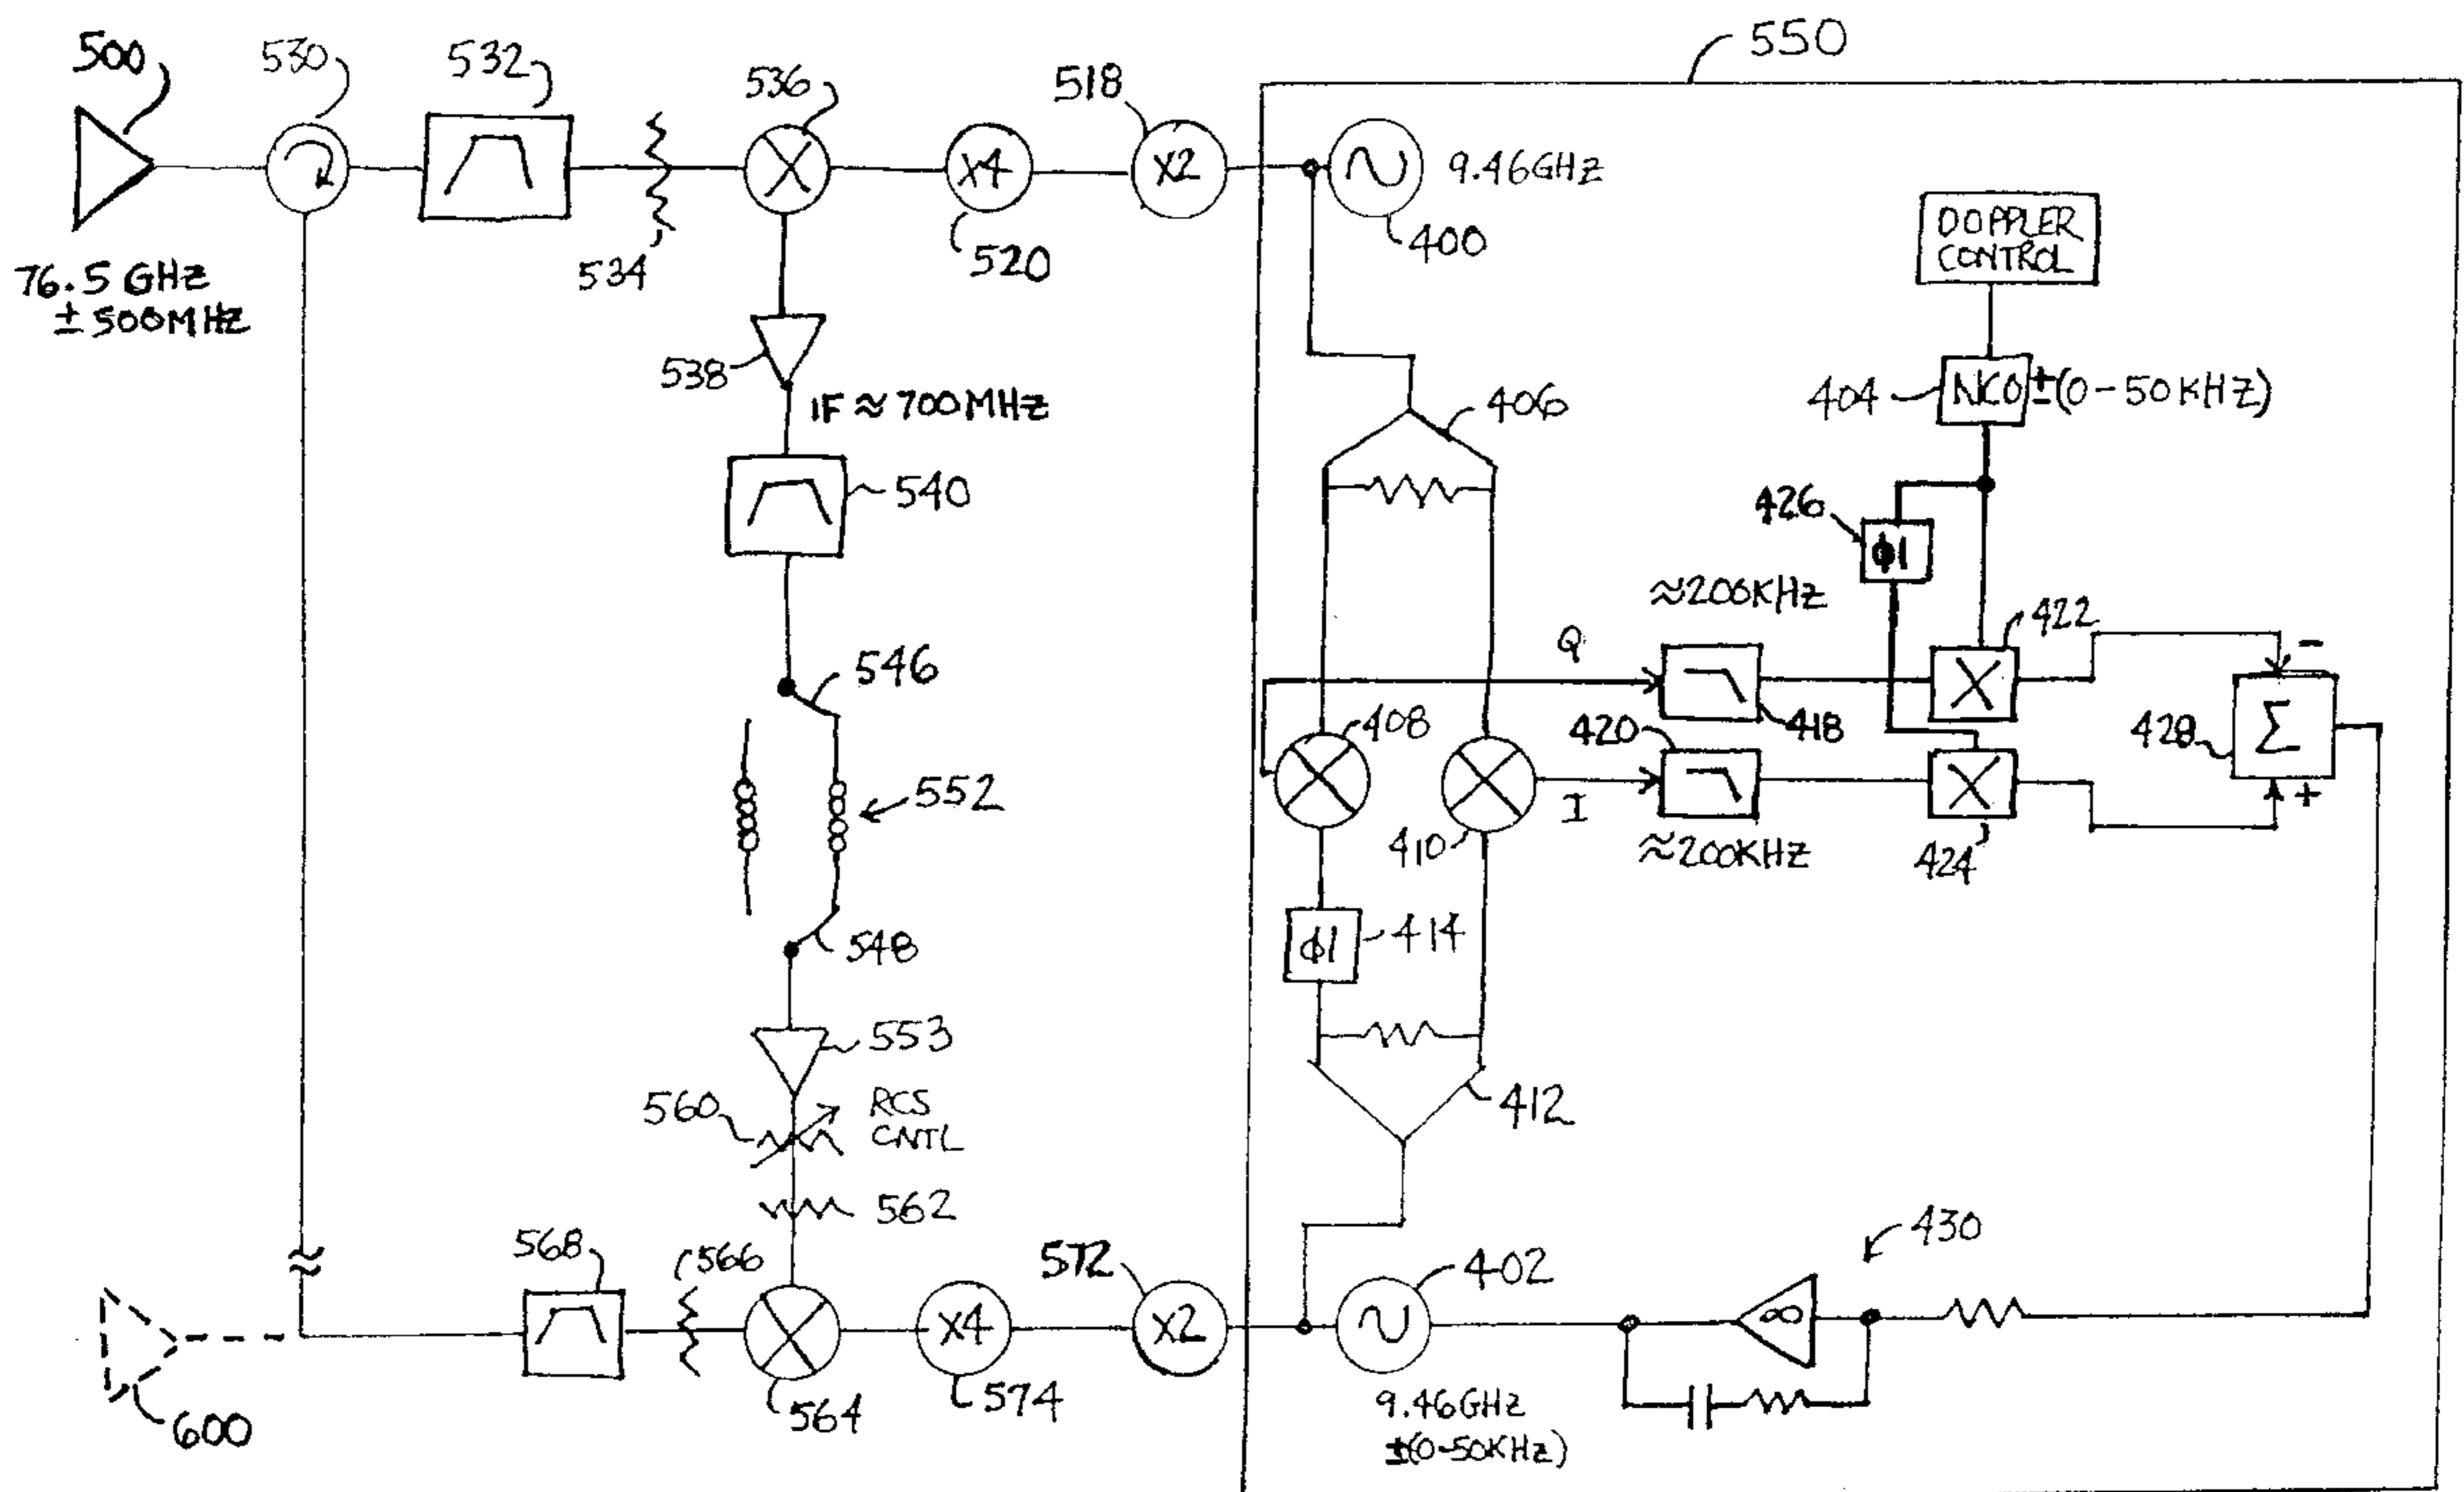 500
530
532
536
518
550
X4
X2
9.46GHz
400
520
534
76.5 GHz
± 500MHz
DOPPLER
CONTROL
538
IF ≈ 700MHz
406
404
NCO
±(0-50KHz)
540
426
ϕ1
≈200KHz
422
Q
546
408
420
418
428
Σ
-
+
552
I
410
≈200KHz
424
548
ϕ1
414
553
560
RCS
CNTL
412
562
568
566
572
402
430
X4
X2
∞
600
564
574
9.46GHz
±(0-50KHz)